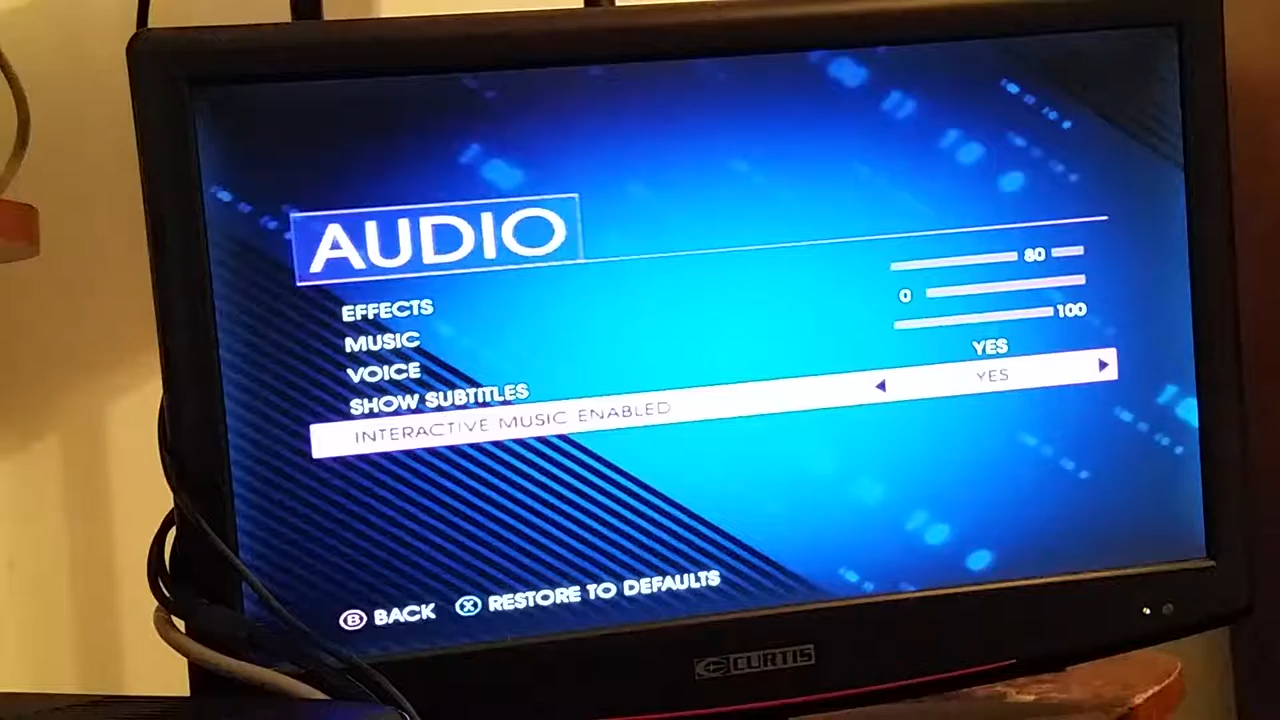 AUDIO
EFFECTS 80
MUSIC 0
VOICE 100
SHOW SUBTITLES YES
INTERACTIVE MUSIC ENABLED YES
B BACK X RESTORE TO DEFAULTS
CURTIS